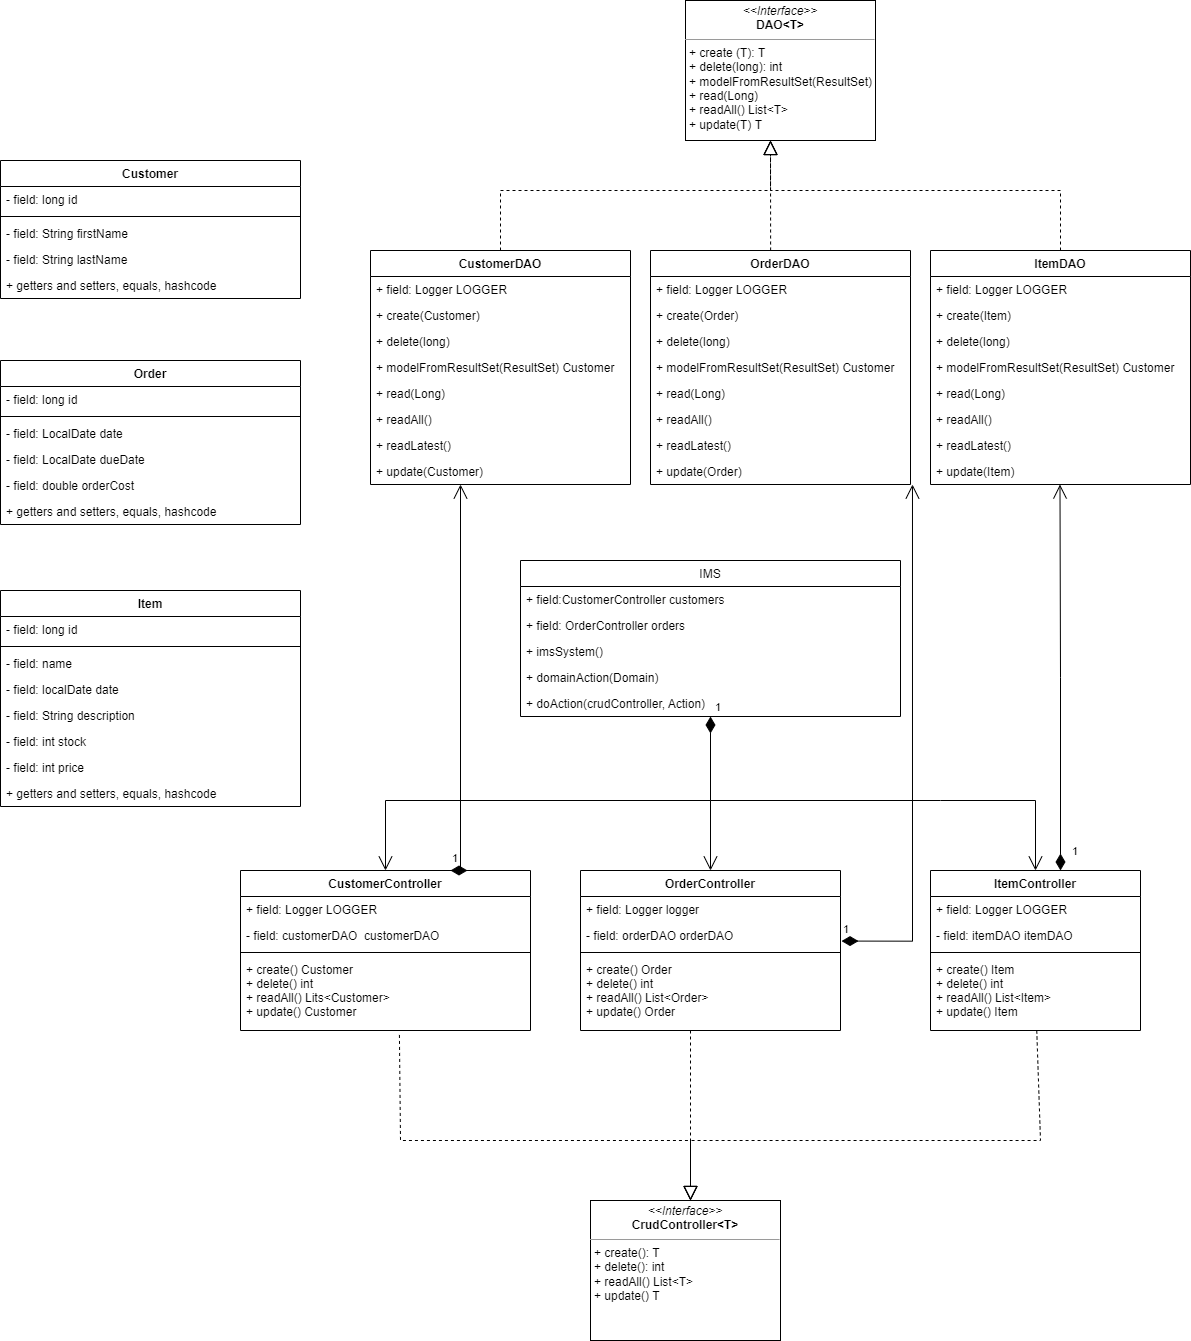 <<Interface>>
DAO<T>
+ create (T): T
+ delete(long): int
+ modelFromResultSet(ResultSet)
+ read(Long)
+ readAll() List<T>
+ update(T) T
Customer
- field: long id
- field: String firstName
- field: String lastName
+ getters and setters, equals, hashcode
Order
- field: long id
- field: LocalDate date
- field: LocalDate dueDate
- field: double orderCost
+ getters and setters, equals, hashcode
Item
- field: long id
- field: name
- field: localDate date
- field: String description
- field: int stock
- field: int price
+ getters and setters, equals, hashcode
CustomerDAO
+ field: Logger LOGGER
+ create(Customer)
+ delete(long)
+ modelFromResultSet(ResultSet) Customer
+ read(Long)
+ readAll()
+ readLatest()
+ update(Customer)
OrderDAO
+ field: Logger LOGGER
+ create(Order)
+ delete(long)
+ modelFromResultSet(ResultSet) Customer
+ read(Long)
+ readAll()
+ readLatest()
+ update(Order)
ItemDAO
+ field: Logger LOGGER
+ create(Item)
+ delete(long)
+ modelFromResultSet(ResultSet) Customer
+ read(Long)
+ readAll()
+ readLatest()
+ update(Item)
IMS
+ field:CustomerController customers
+ field: OrderController orders
+ imsSystem()
+ domainAction(Domain)
+ doAction(crudController, Action)
1
1
CustomerController
+ field: Logger LOGGER
- field: customerDAO  customerDAO
+ create() Customer
+ delete() int
+ readAll() Lits<Customer>
+ update() Customer
OrderController
+ field: Logger logger
- field: orderDAO orderDAO
+ create() Order
+ delete() int
+ readAll() List<Order>
+ update() Order
1
1
ItemController
+ field: Logger LOGGER
- field: itemDAO itemDAO
+ create() Item
+ delete() int
+ readAll() List<Item>
+ update() Item
<<Interface>>
CrudController<T>
+ create(): T
+ delete(): int
+ readAll() List<T>
+ update() T